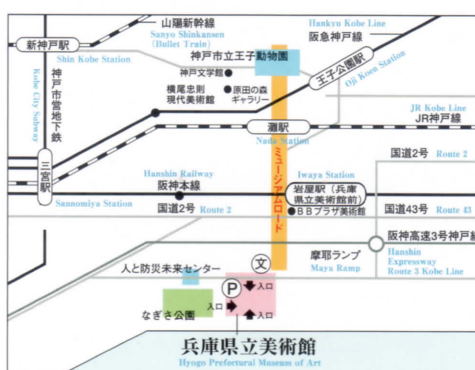 山陽新幹線
Sanyo Shinkansen
(Bullet Train)
Hankyu Kobe Line
阪急神戸線
新神戸駅
Shin Kobe Station
神戸市立王子動物園
王子公園駅
Oji Koen Station
神戸文学館
横尾忠則
現代美術館
原田の森
ギャラリー
神戸市営地下鉄
Kobe City Subway
JR Kobe Line
JR神戸線
灘駅
Nada Station
ミュージアムロード
国道2号 Route 2
三宮駅
Sannomiya Station
Hanshin Railway
阪神本線
Iwaya Station
岩屋駅(兵庫
県立美術館前)
BBプラザ美術館
国道2号 Route 2
国道43号 Route 43
阪神高速3号神戸線
Hanshin
Expressway
Route 3 Kobe Line
摩耶ランプ
Maya Ramp
人と防災未来センター
文
P
入口
入口
入口
なぎさ公園
兵庫県立美術館
Hyogo Prefectural Museum of Art